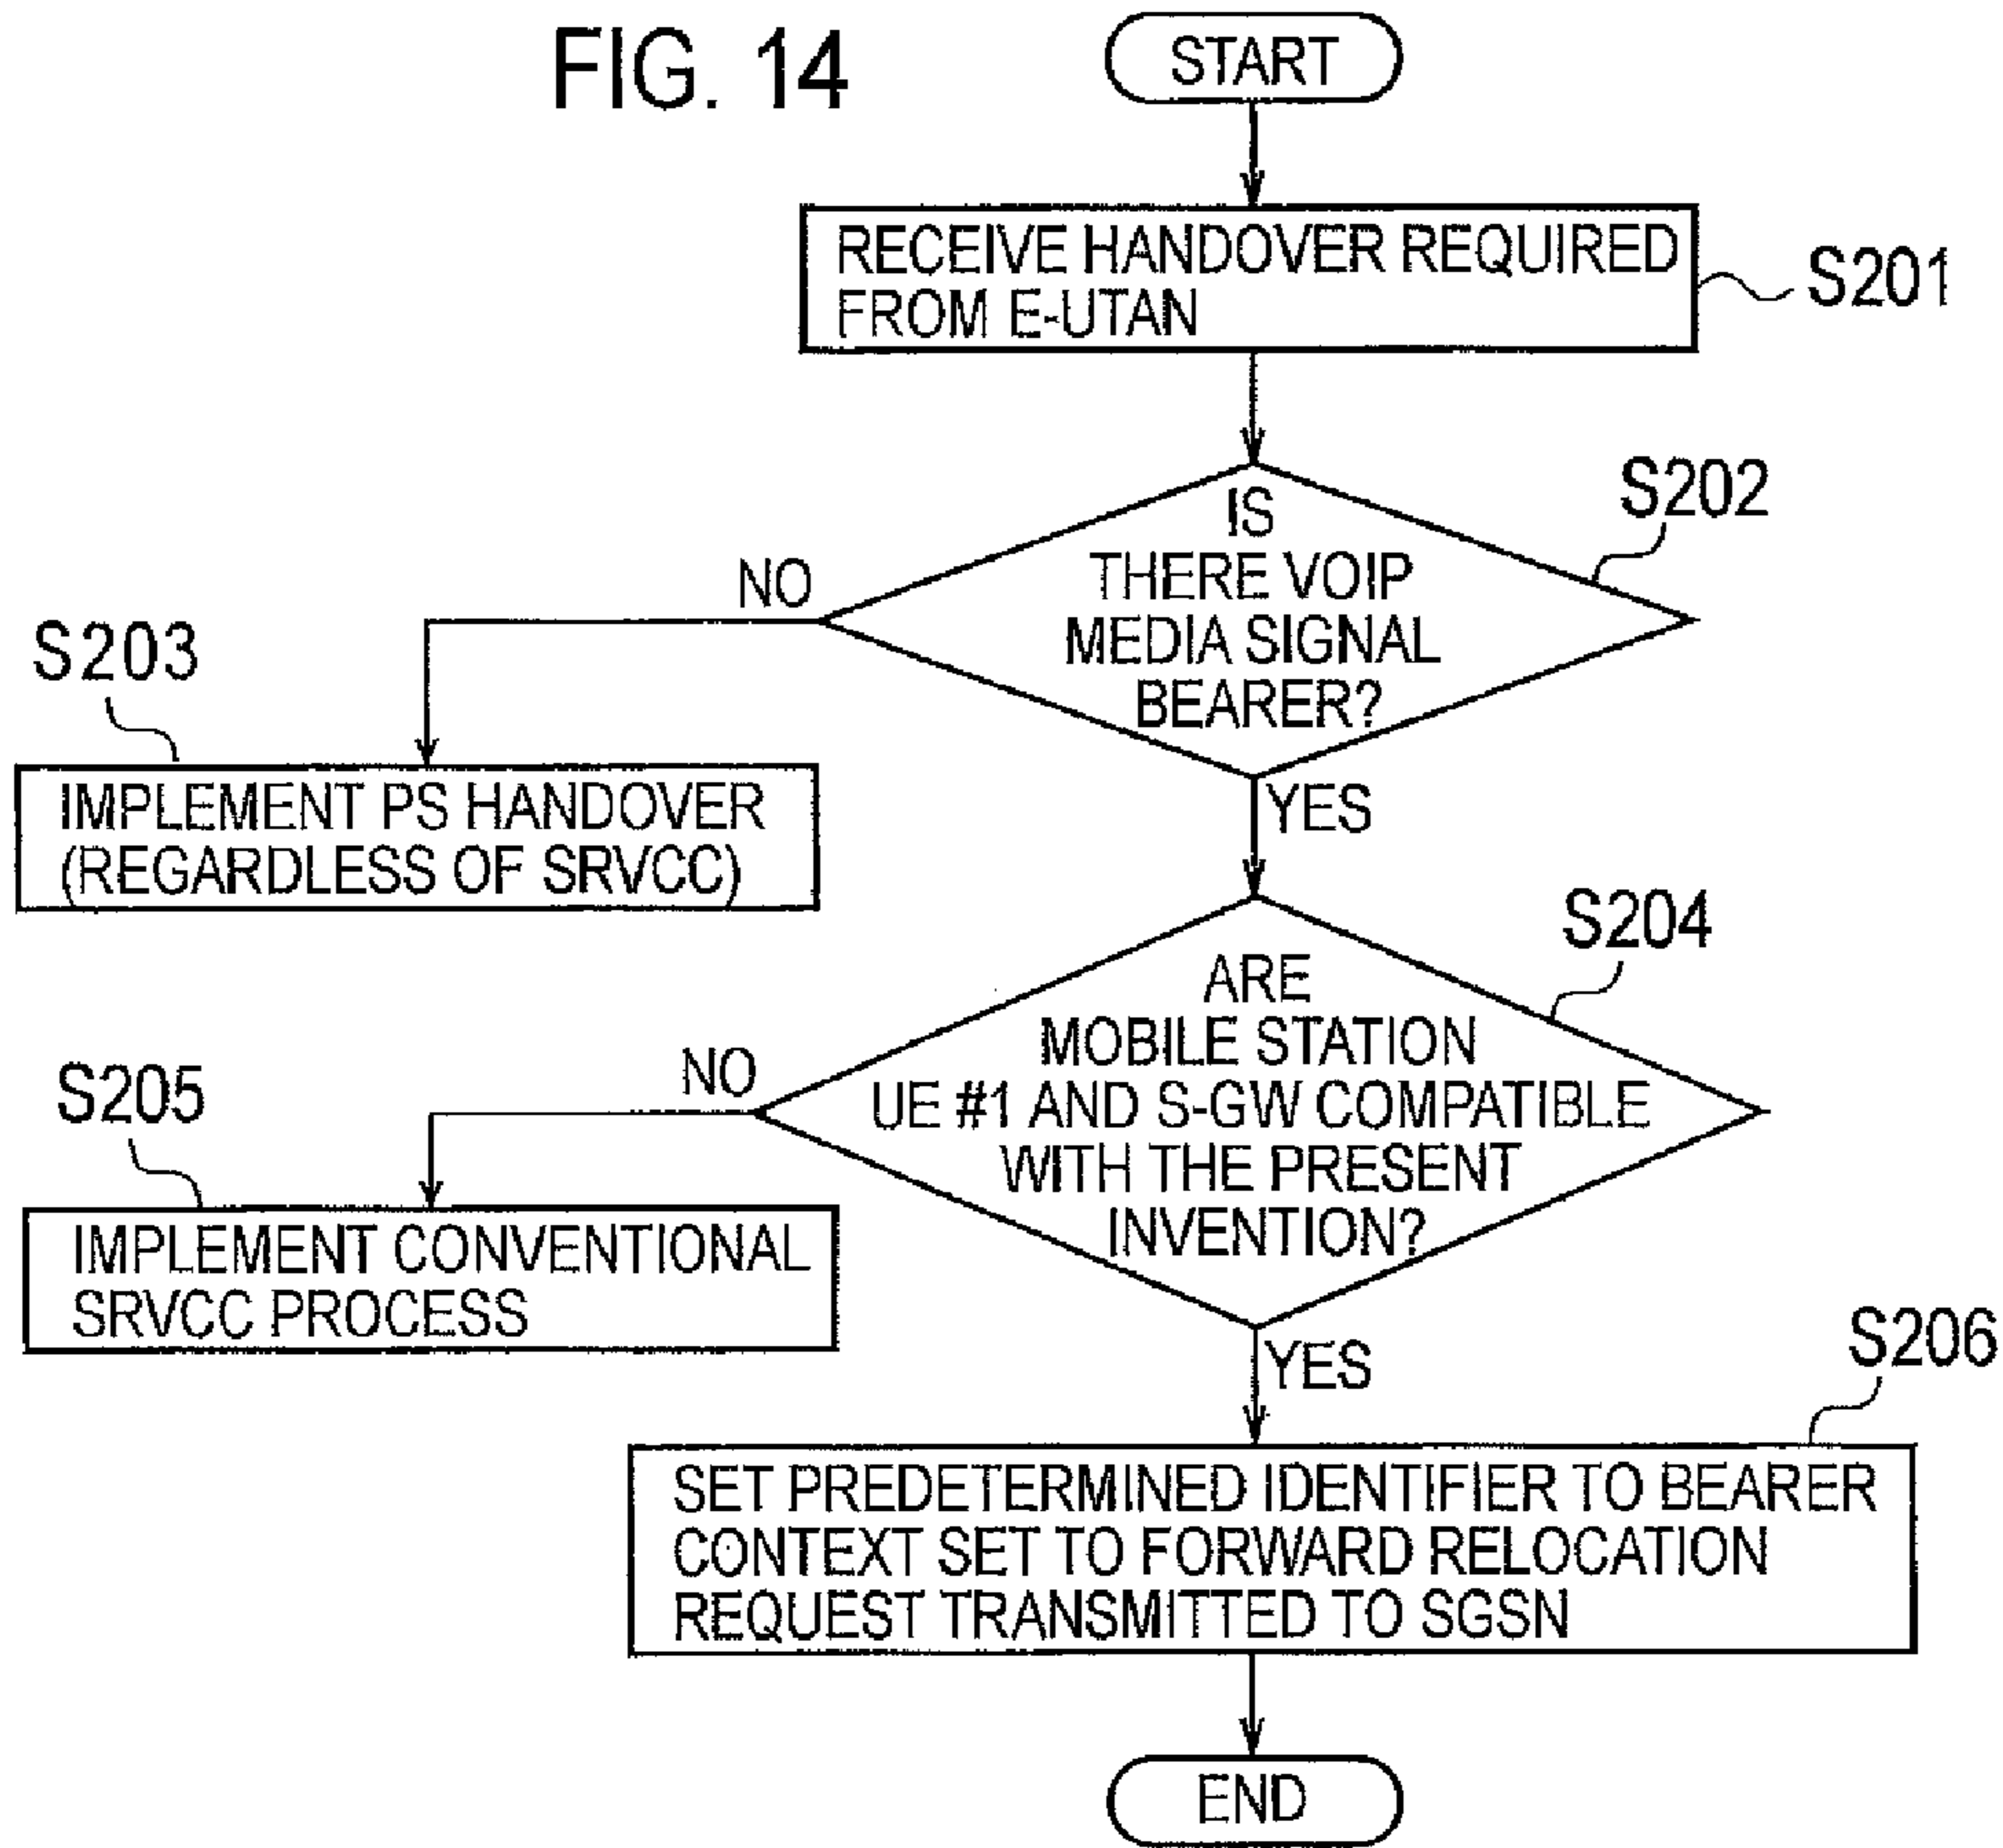 FIG. 14
START
RECEIVE HANDOVER REQUIRED
FROM E-UTAN
S201
IS
THERE VOIP
MEDIA SIGNAL
BEARER?
S202
NO
YES
S203
IMPLEMENT PS HANDOVER
(REGARDLESS OF SRVCC)
ARE
MOBILE STATION
UE #1 AND S-GW COMPATIBLE
WITH THE PRESENT
INVENTION?
S204
NO
YES
S205
IMPLEMENT CONVENTIONAL
SRVCC PROCESS
S206
SET PREDETERMINED IDENTIFIER TO BEARER
CONTEXT SET TO FORWARD RELOCATION
REQUEST TRANSMITTED TO SGSN
END